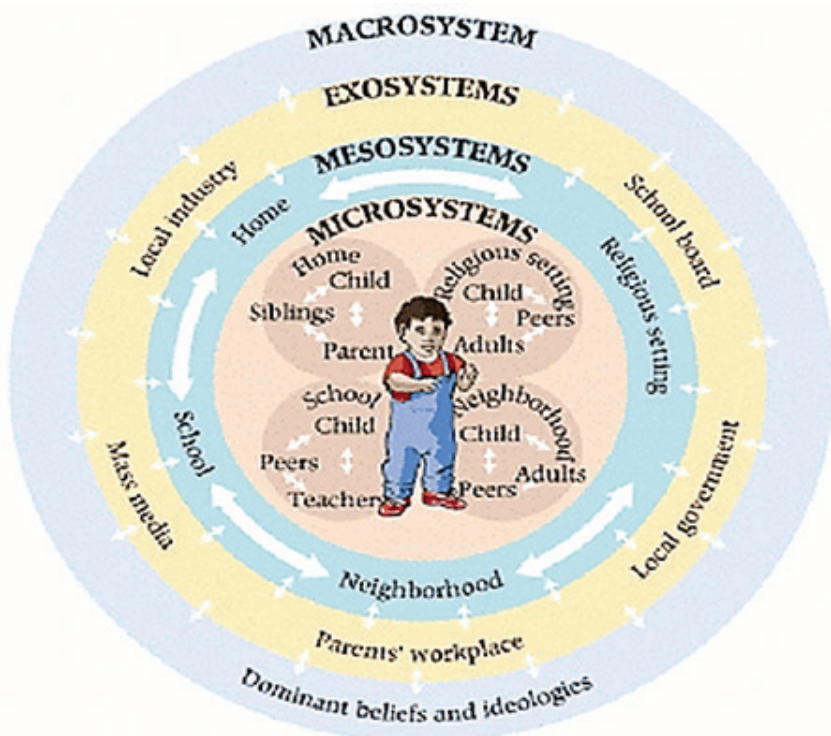 MACROSYSTEM
EXOSYSTEMS
MESOSYSTEMS
MICROSYSTEMS
Local industry
School board
Home
Religious setting
Home
Child
Siblings
Parent
Religious setting
Child
Peers
Adults
School
Child
Peers
Teachers
Neighborhood
Child
Adults
Peers
School
Neighborhood
Mass media
Local government
Parents' workplace
Dominant beliefs and ideologies